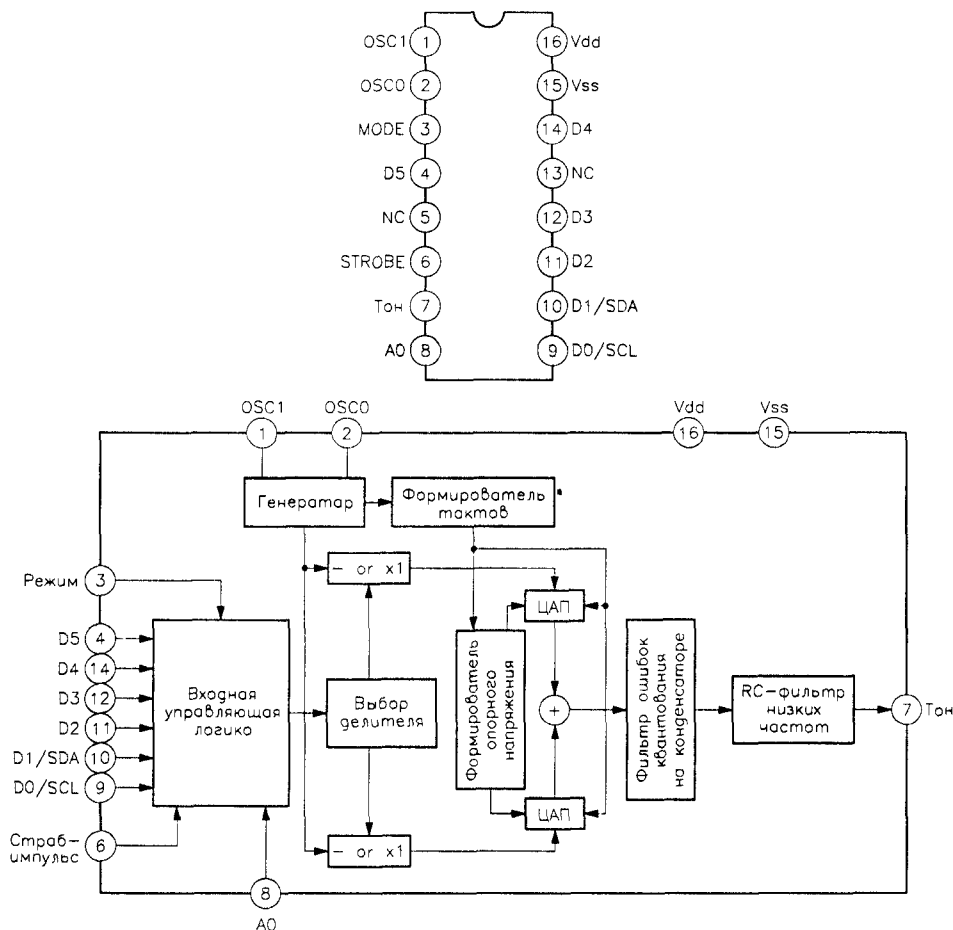 OSC1 1
16 Vdd
OSC0 2
15 Vss
MODE 3
14 D4
D5 4
13 NC
NC 5
12 D3
STROBE 6
11 D2
Тон 7
10 D1/SDA
A0 8
9 D0/SCL
OSC1
OSC0
Vdd
Vss
1
2
16
15
Генератар
Формирователь
тактов
Режим 3
- or x1
ЦАП
D5 4
D4 14
D3 12
D2 11
D1/SDA 10
D0/SCL 9
Входная
управляющая
логико
Выбор
делителя
Формирователь
опорного
напряжения
+
Фильтр ошибок
квантования
на конденсаторе
RC-фильтр
низких
частот
7 Тон
ЦАП
- or x1
Страб-
импульс
6
8
A0